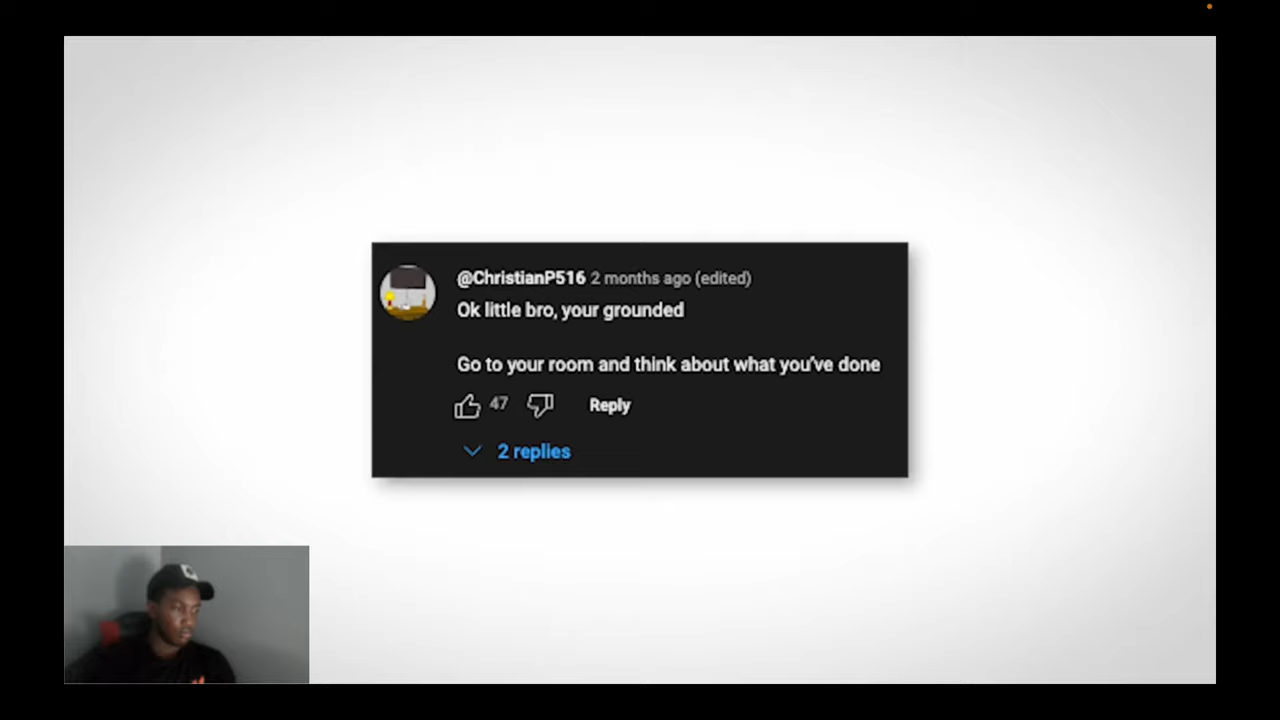 @ChristianP516 2 months ago (edited)
Ok little bro, your grounded
Go to your room and think about what you've done
47 Reply
2 replies